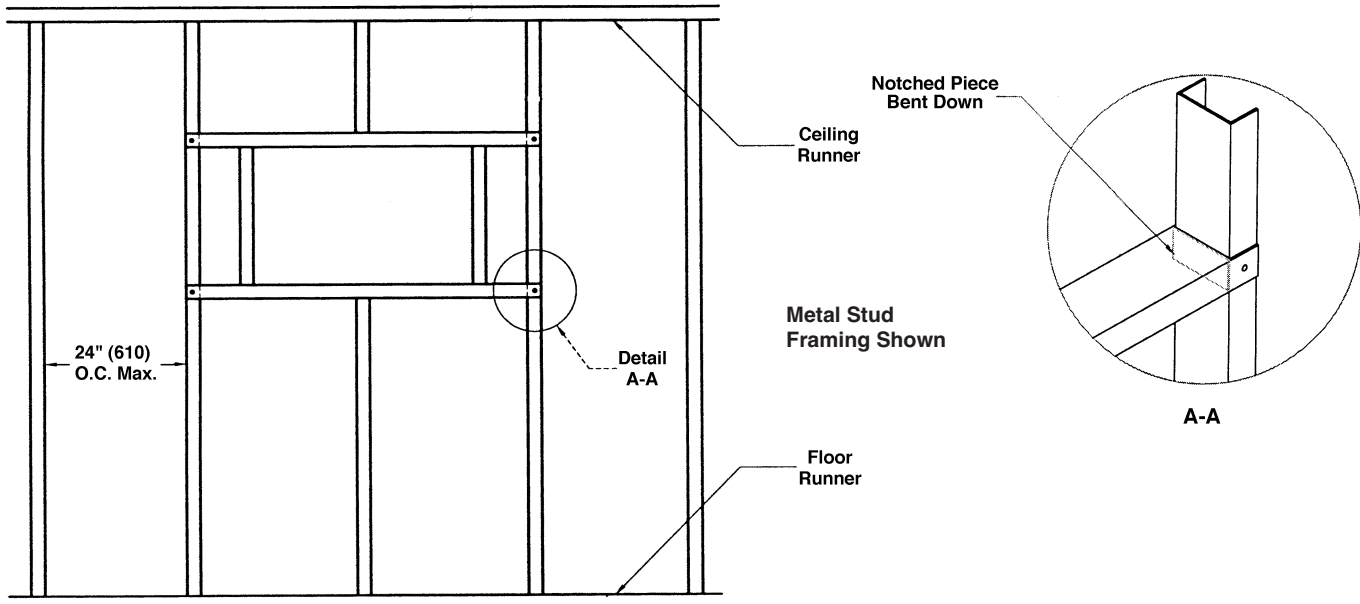 Notched Piece
Bent Down
Ceiling
Runner
Metal Stud
Framing Shown
24" (610)
O.C. Max.
Detail
A-A
A-A
Floor
Runner